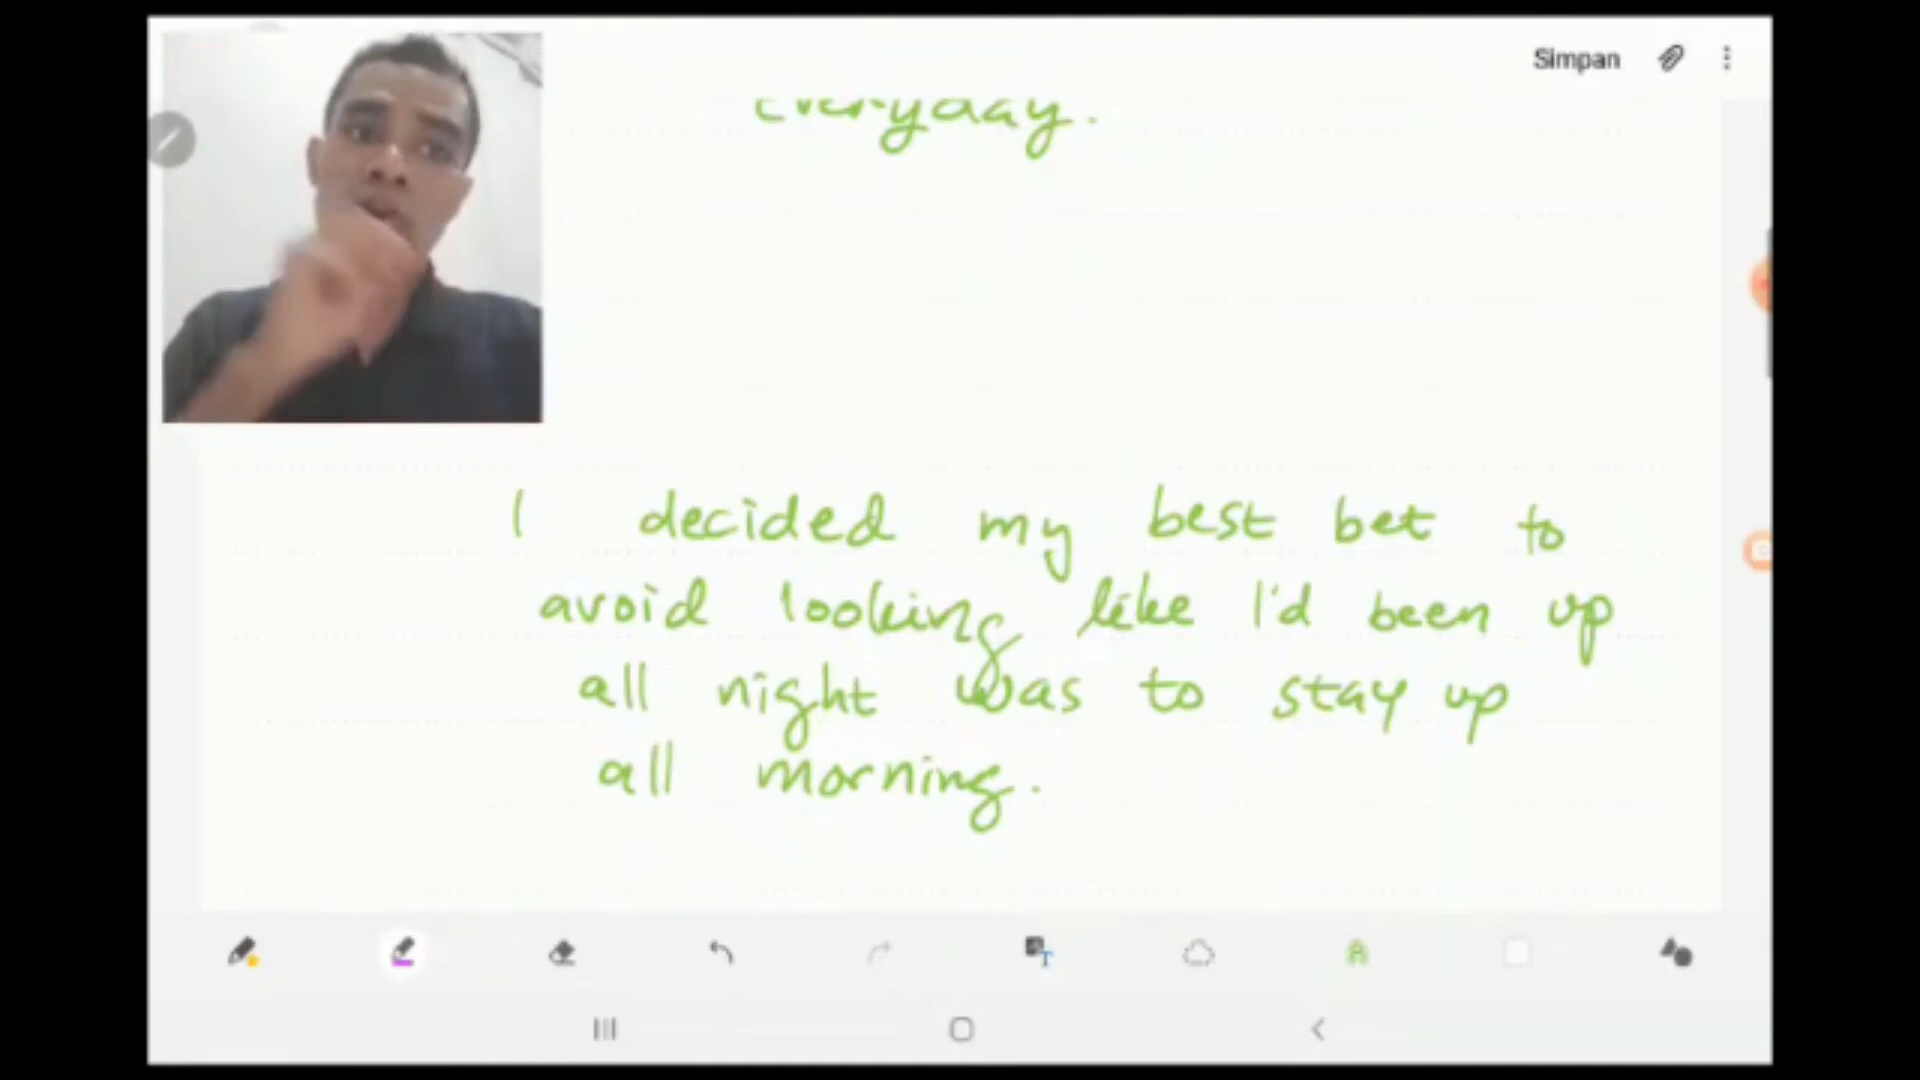 Simpan
everyday.
I decided my best bet to
avoid looking like I'd been up
all night was to stay up
all morning.